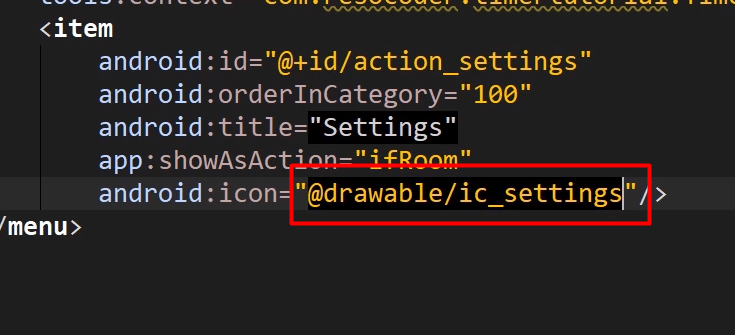 <item
android:id="@+id/action_settings"
android:orderInCategory="100"
android:title="Settings"
app:showAsAction="ifRoom"
android:icon="@drawable/ic_settings"/>
/menu>